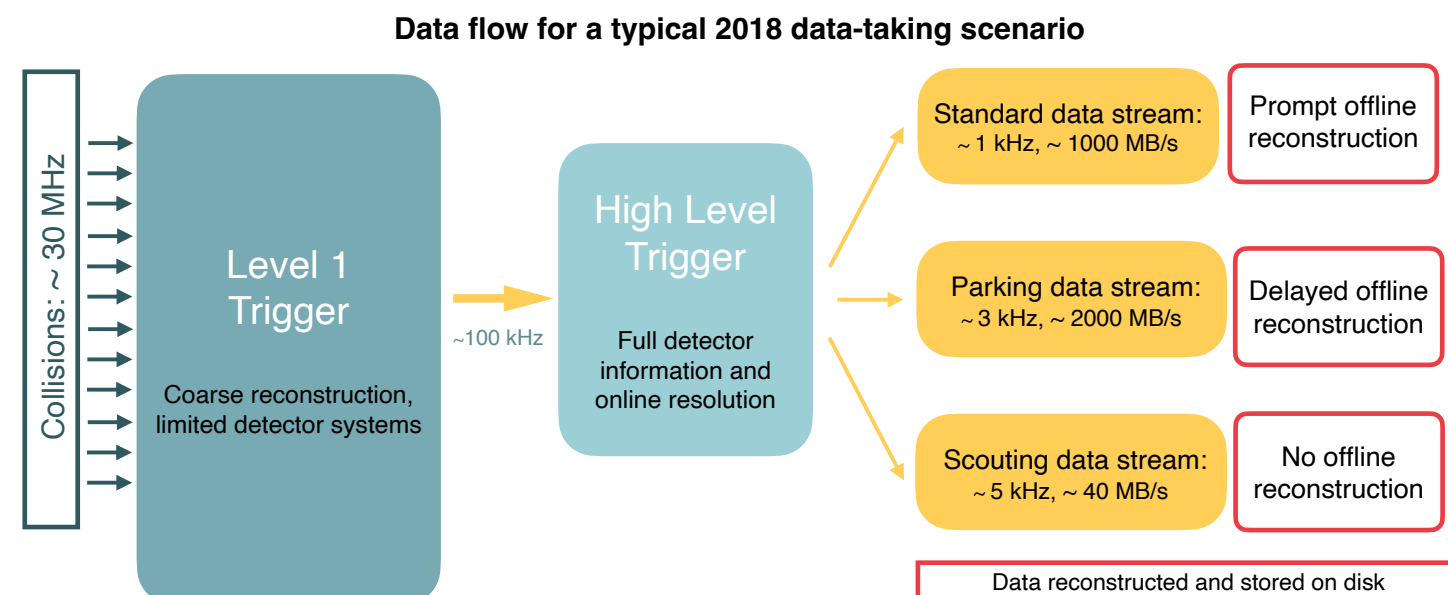 Data flow for a typical 2018 data-taking scenario
Collisions: ~ 30 MHz
Level 1
Trigger
Coarse reconstruction,
limited detector systems
~100 kHz
High Level
Trigger
Full detector
information and
online resolution
Standard data stream:
~ 1 kHz, ~ 1000 MB/s
Prompt offline
reconstruction
Parking data stream:
~ 3 kHz, ~ 2000 MB/s
Delayed offline
reconstruction
Scouting data stream:
~ 5 kHz, ~ 40 MB/s
No offline
reconstruction
Data reconstructed and stored on disk